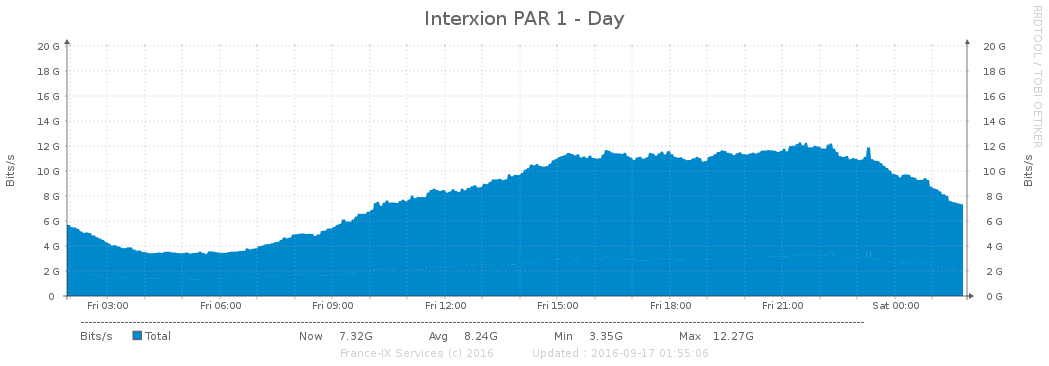 Interxion PAR 1 - Day
RRDTOOL / TOBI OETIKER
Bits/s
20 G 20 G
18 G 18 G
16 G 16 G
14 G 14 G
12 G 12 G
10 G 10 G
8 G 8 G
6 G 6 G
4 G 4 G
2 G 2 G
0 0 G
Bits/s
Fri 03:00 Fri 06:00 Fri 09:00 Fri 12:00 Fri 15:00 Fri 18:00 Fri 21:00 Sat 00:00
Bits/s Total Now 7.32G Avg 8.24G Min 3.35G Max 12.27G
France-IX Services (c) 2016 Updated : 2016-09-17 01:55:06